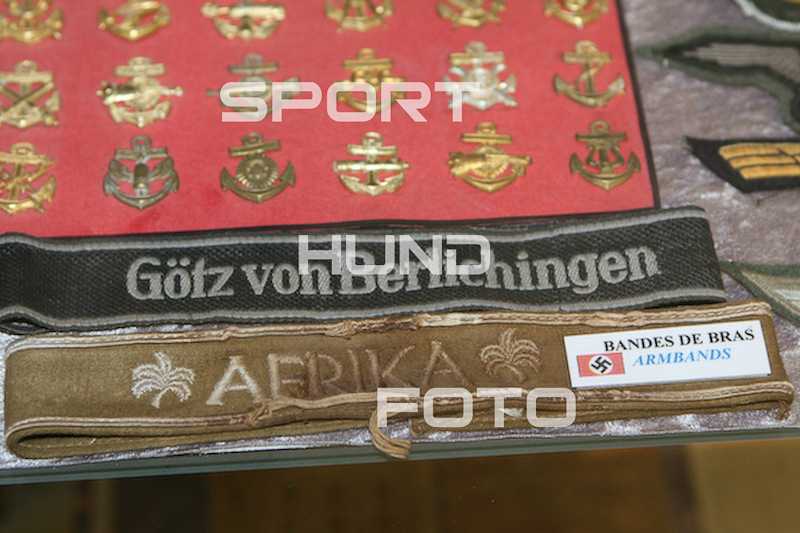 SPORT
HUND
Götz von Berlichingen
AFRIKA
BANDES DE BRAS
ARMBANDS
FOTO